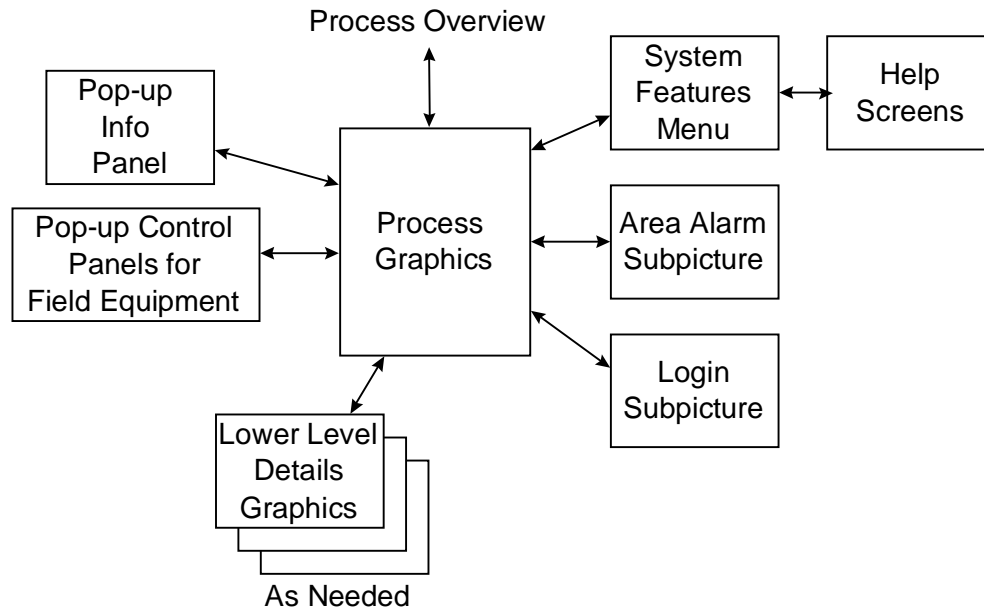 Process Overview
Pop-up
Info
Panel
System
Features
Menu
Help
Screens
Pop-up Control
Panels for
Field Equipment
Process
Graphics
Area Alarm
Subpicture
Login
Subpicture
Lower Level
Details
Graphics
As Needed